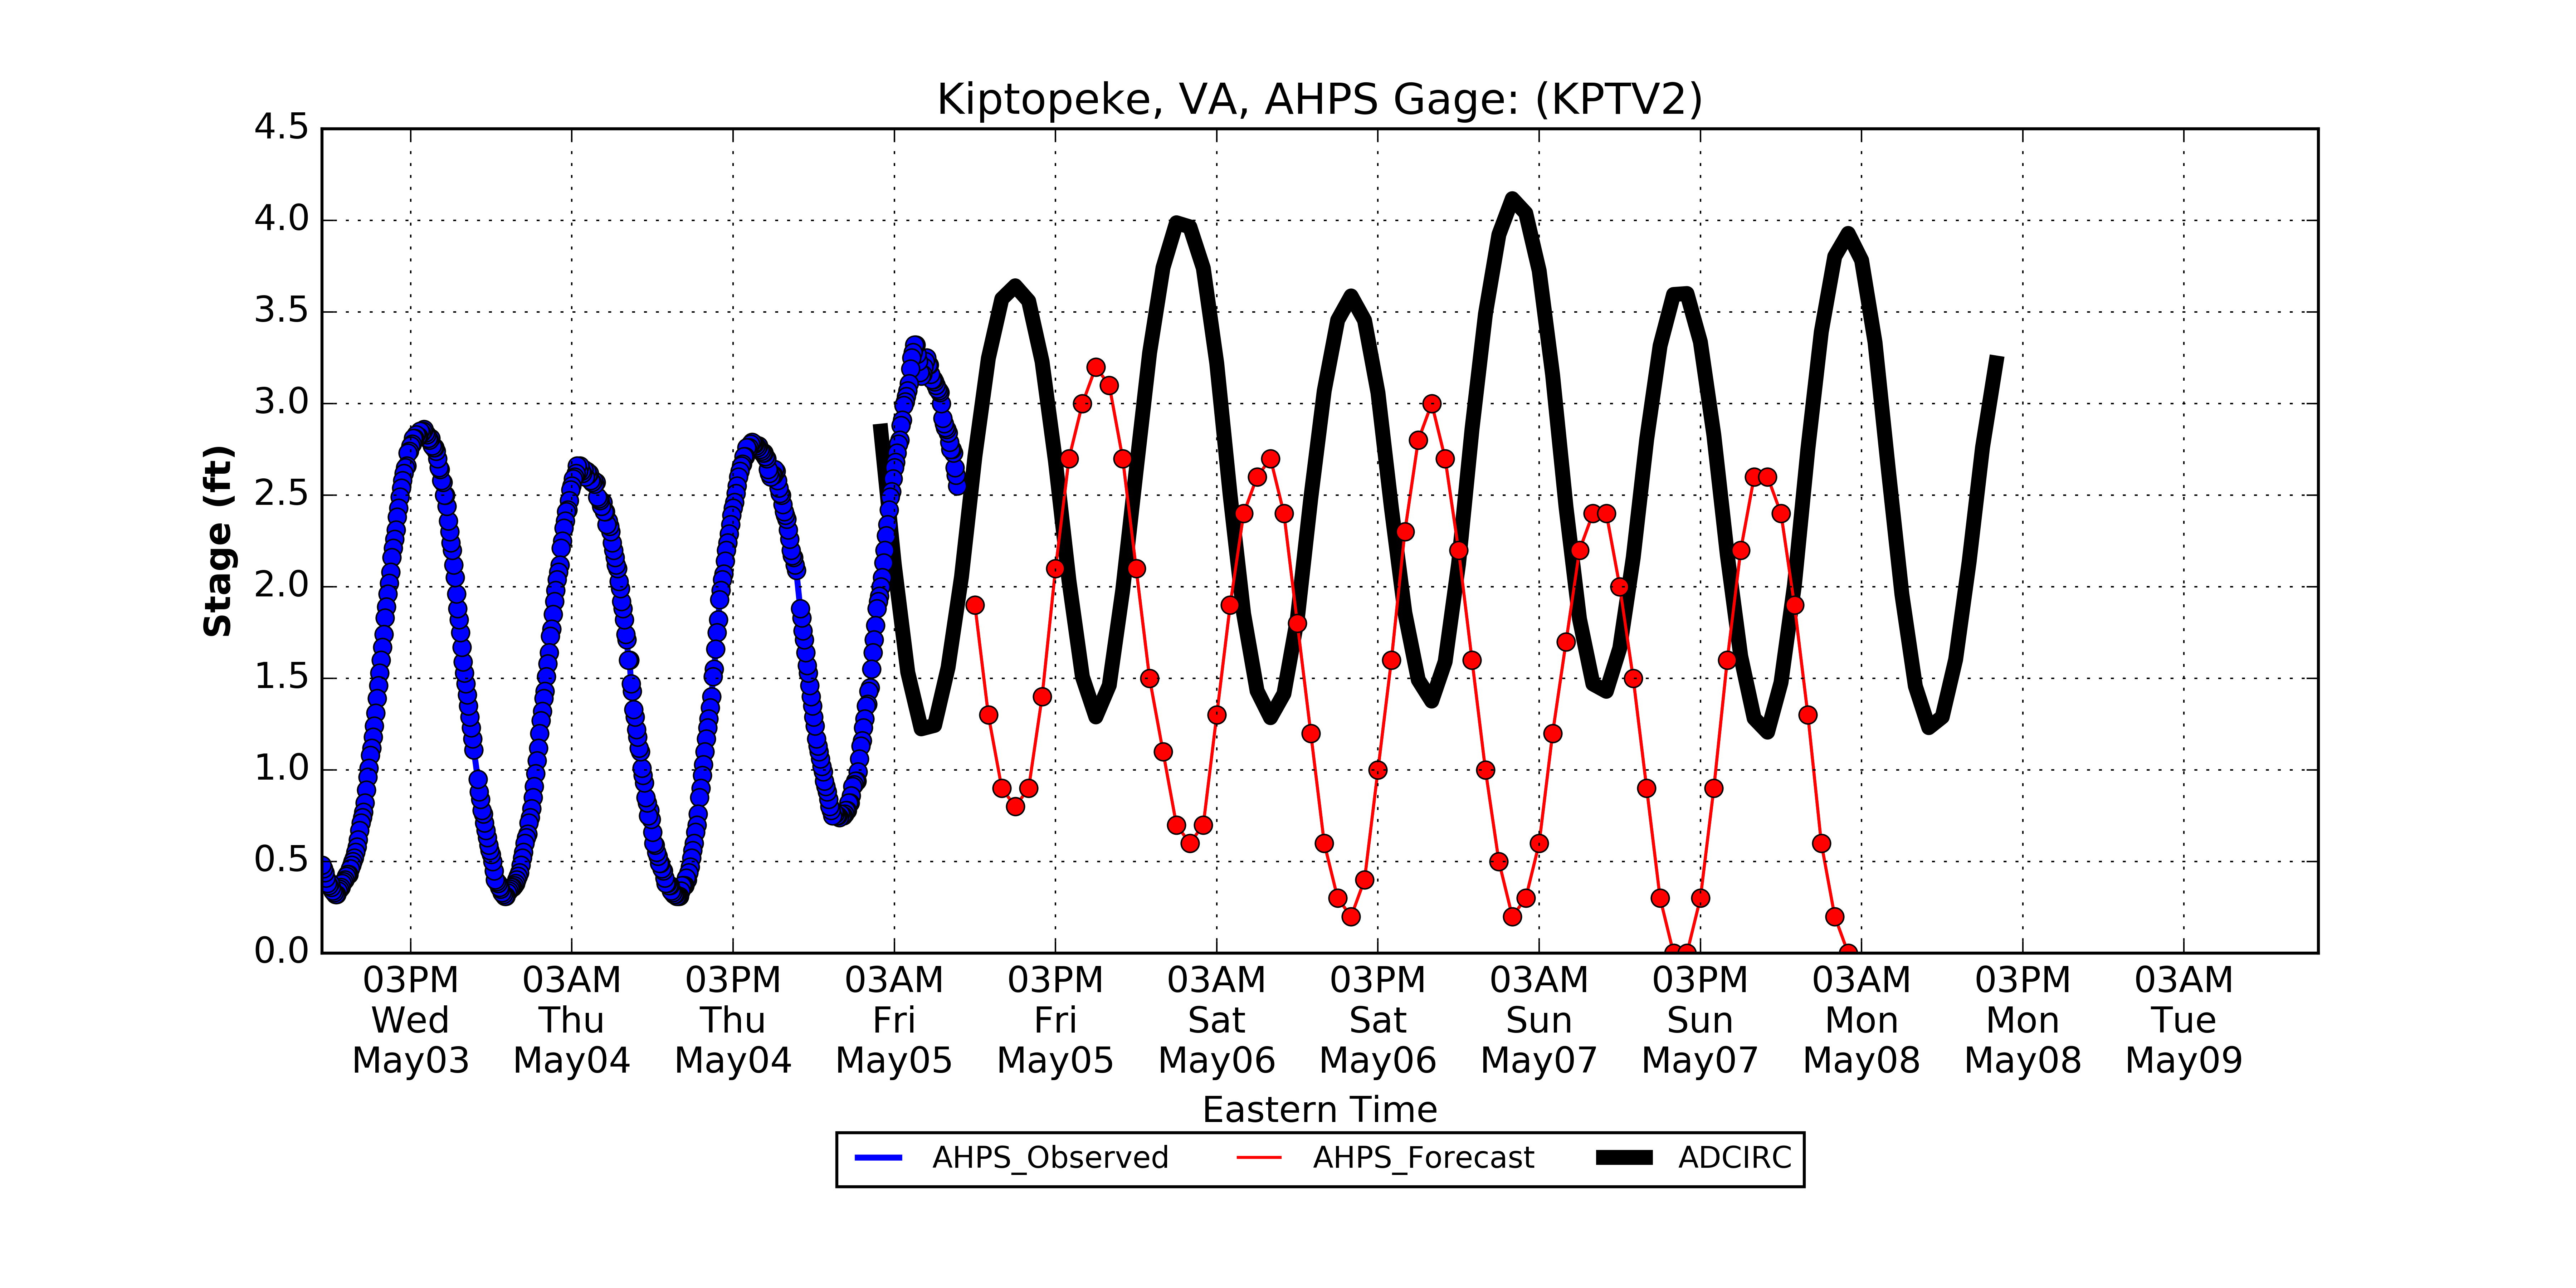 Kiptopeke, VA, AHPS Gage: (KPTV2)
4.5
4.0
3.5
3.0
2.5
2.0
1.5
1.0
0.5
0.0
Stage (ft)
03PM 03AM 03PM 03AM 03PM 03AM 03PM 03AM 03PM 03AM 03PM 03AM
Wed Thu Thu Fri Fri Sat Sat Sun Sun Mon Mon Tue
May03 May04 May04 May05 May05 May06 May06 May07 May07 May08 May08 May09
Eastern Time
AHPS_Observed AHPS_Forecast ADCIRC